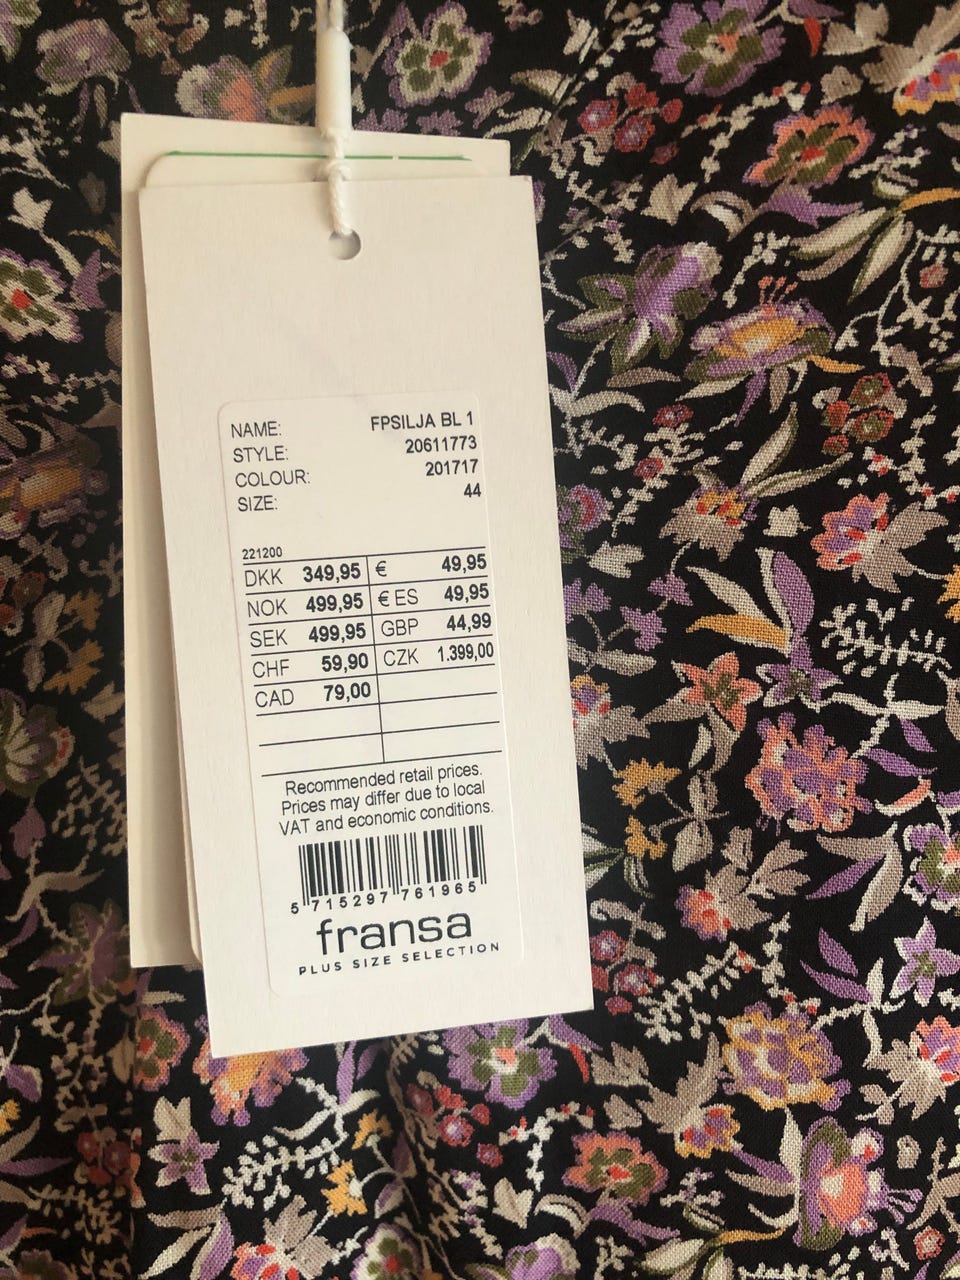 NAME: FPSILJA BL 1
STYLE: 20611773
COLOUR: 201717
SIZE: 44
221200
DKK 349,95 € 49,95
NOK 499,95 € ES 49,95
SEK 499,95 GBP 44,99
CHF 59,90 CZK 1.399,00
CAD 79,00
Recommended retail prices.
Prices may differ due to local
VAT and economic conditions.
5 715297 761965
fransa
PLUS SIZE SELECTION